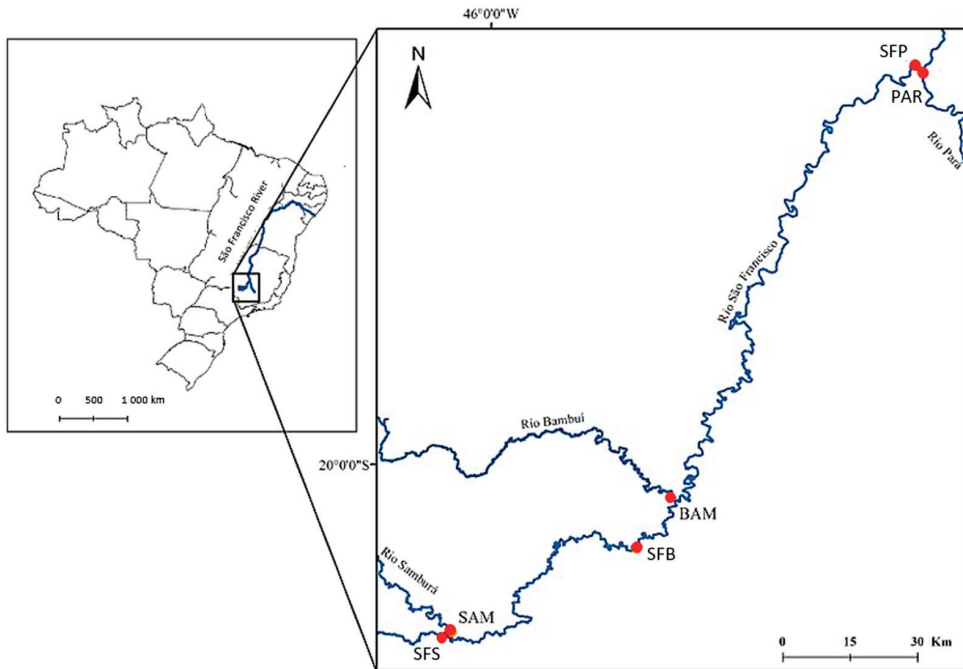 46°0'0"W
N
SFP
PAR
Rio Pará
São Francisco River
Rio São Francisco
0 500 1 000 km
Rio Bambuí
20°0'0"S
BAM
SFB
Rio Samburá
SAM
SFS
0 15 30 Km